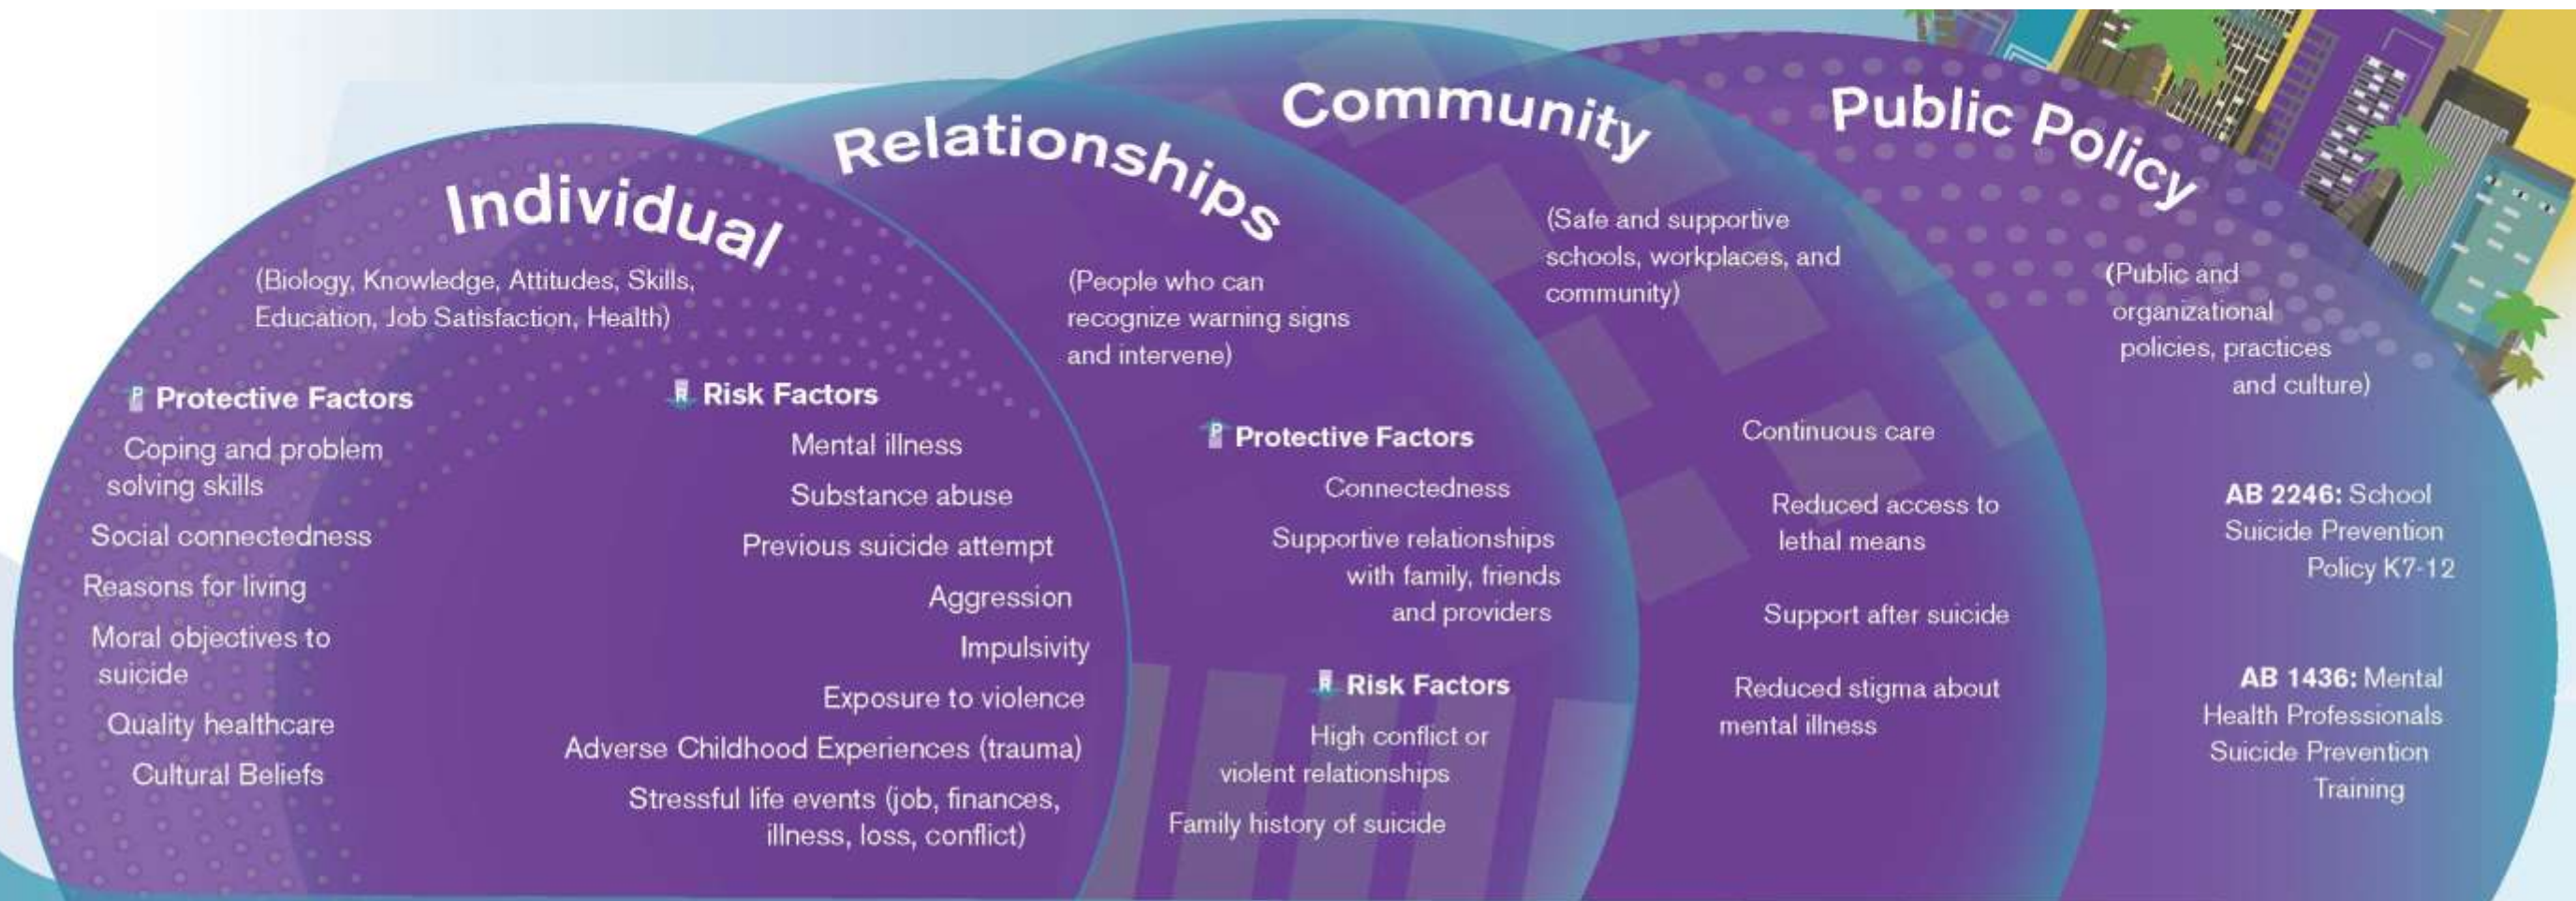 Individual
(Biology, Knowledge, Attitudes, Skills,
Education, Job Satisfaction, Health)
P Protective Factors
Coping and problem
solving skills
Social connectedness
Reasons for living
Moral objectives to
suicide
Quality healthcare
Cultural Beliefs
R Risk Factors
Mental illness
Substance abuse
Previous suicide attempt
Aggression
Impulsivity
Exposure to violence
Adverse Childhood Experiences (trauma)
Stressful life events (job, finances,
illness, loss, conflict)
Relationships
(People who can
recognize warning signs
and intervene)
P Protective Factors
Connectedness
Supportive relationships
with family, friends
and providers
R Risk Factors
High conflict or
violent relationships
Family history of suicide
Community
(Safe and supportive
schools, workplaces, and
community)
Continuous care
Reduced access to
lethal means
Support after suicide
Reduced stigma about
mental illness
Public Policy
(Public and
organizational
policies, practices
and culture)
AB 2246: School
Suicide Prevention
Policy K7-12
AB 1436: Mental
Health Professionals
Suicide Prevention
Training